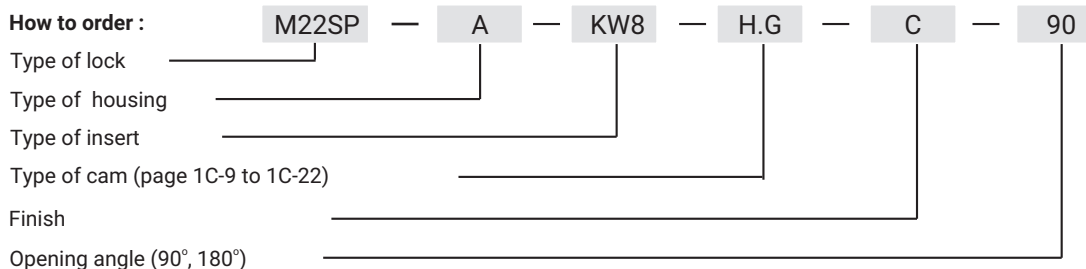 How to order : M22SP — A — KW8 — H.G — C — 90
Type of lock
Type of housing
Type of insert
Type of cam (page 1C-9 to 1C-22)
Finish
Opening angle (90°, 180°)